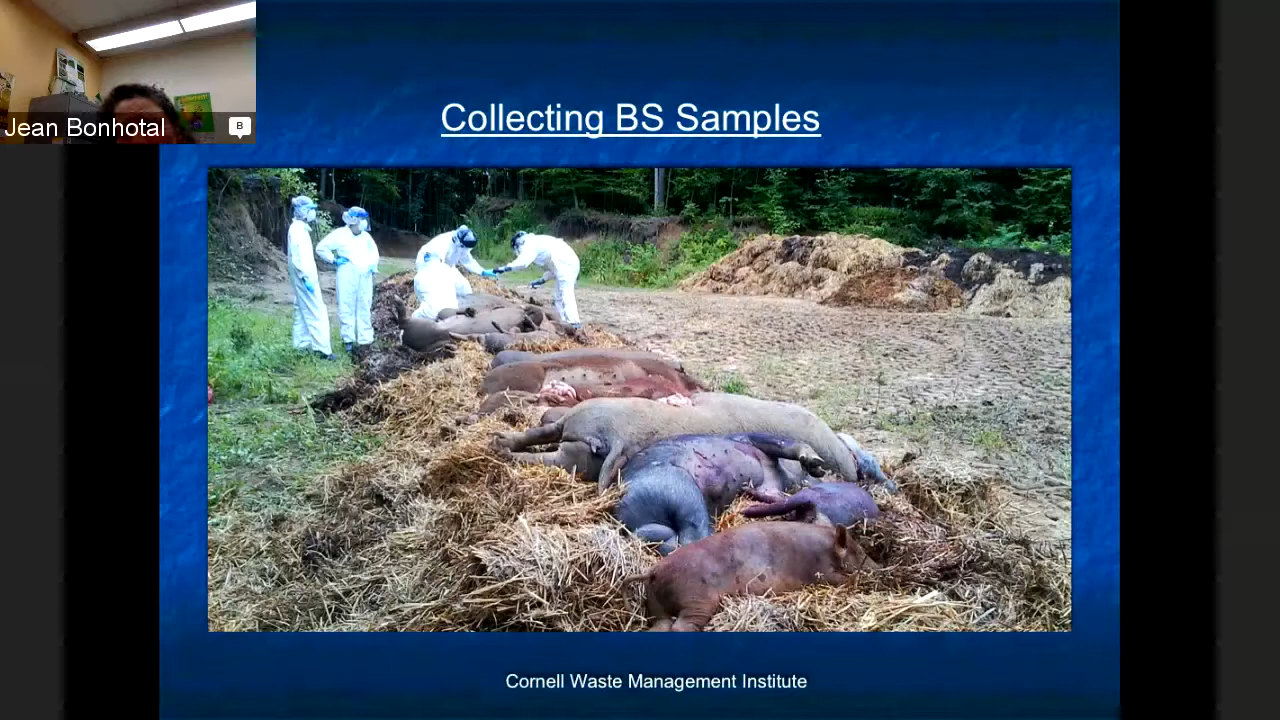 Jean Bonhotal
B
Collecting BS Samples
Cornell Waste Management Institute